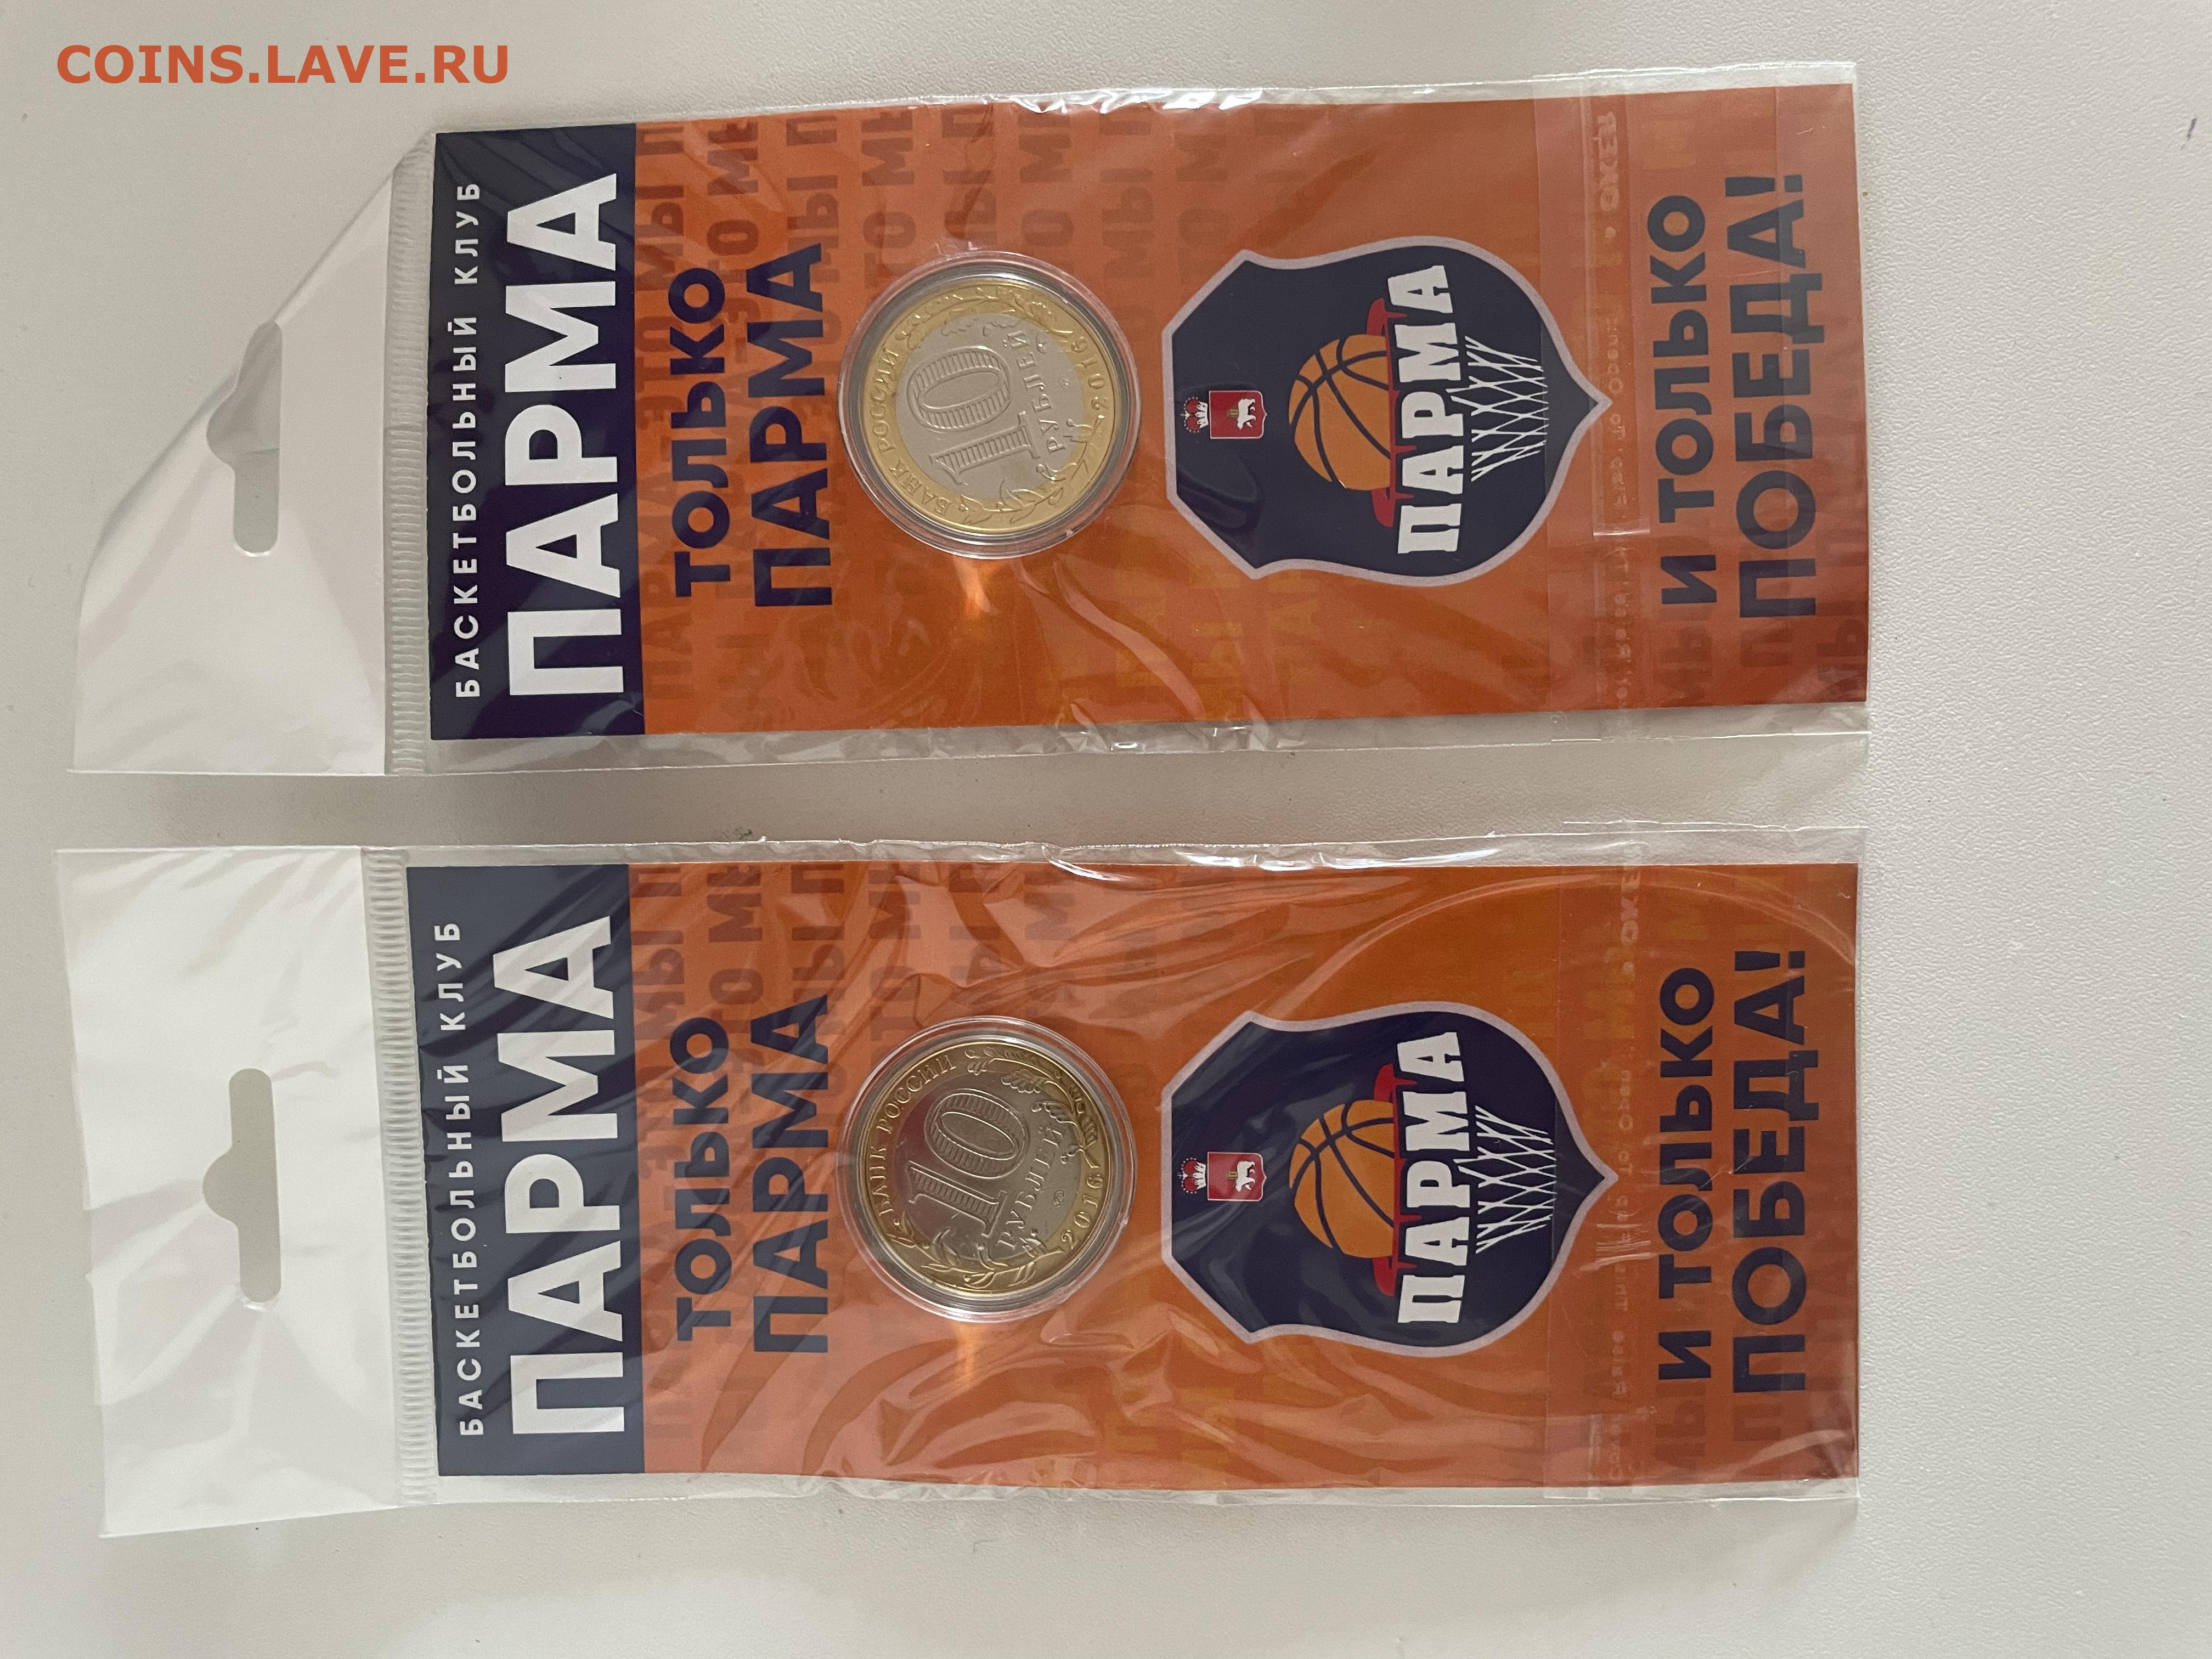 COINS.LAVE.RU
БАСКЕТБОЛЬНЫЙ КЛУБ
ПАРМА
ТОЛЬКО
ПАРМА
БАНК РОССИИ
10
РУБЛЕЙ
2016
ПАРМА
И ТОЛЬКО
ПОБЕДА!
БАСКЕТБОЛЬНЫЙ КЛУБ
ПАРМА
ТОЛЬКО
ПАРМА
БАНК РОССИИ
10
РУБЛЕЙ
2016
ПАРМА
И ТОЛЬКО
ПОБЕДА!